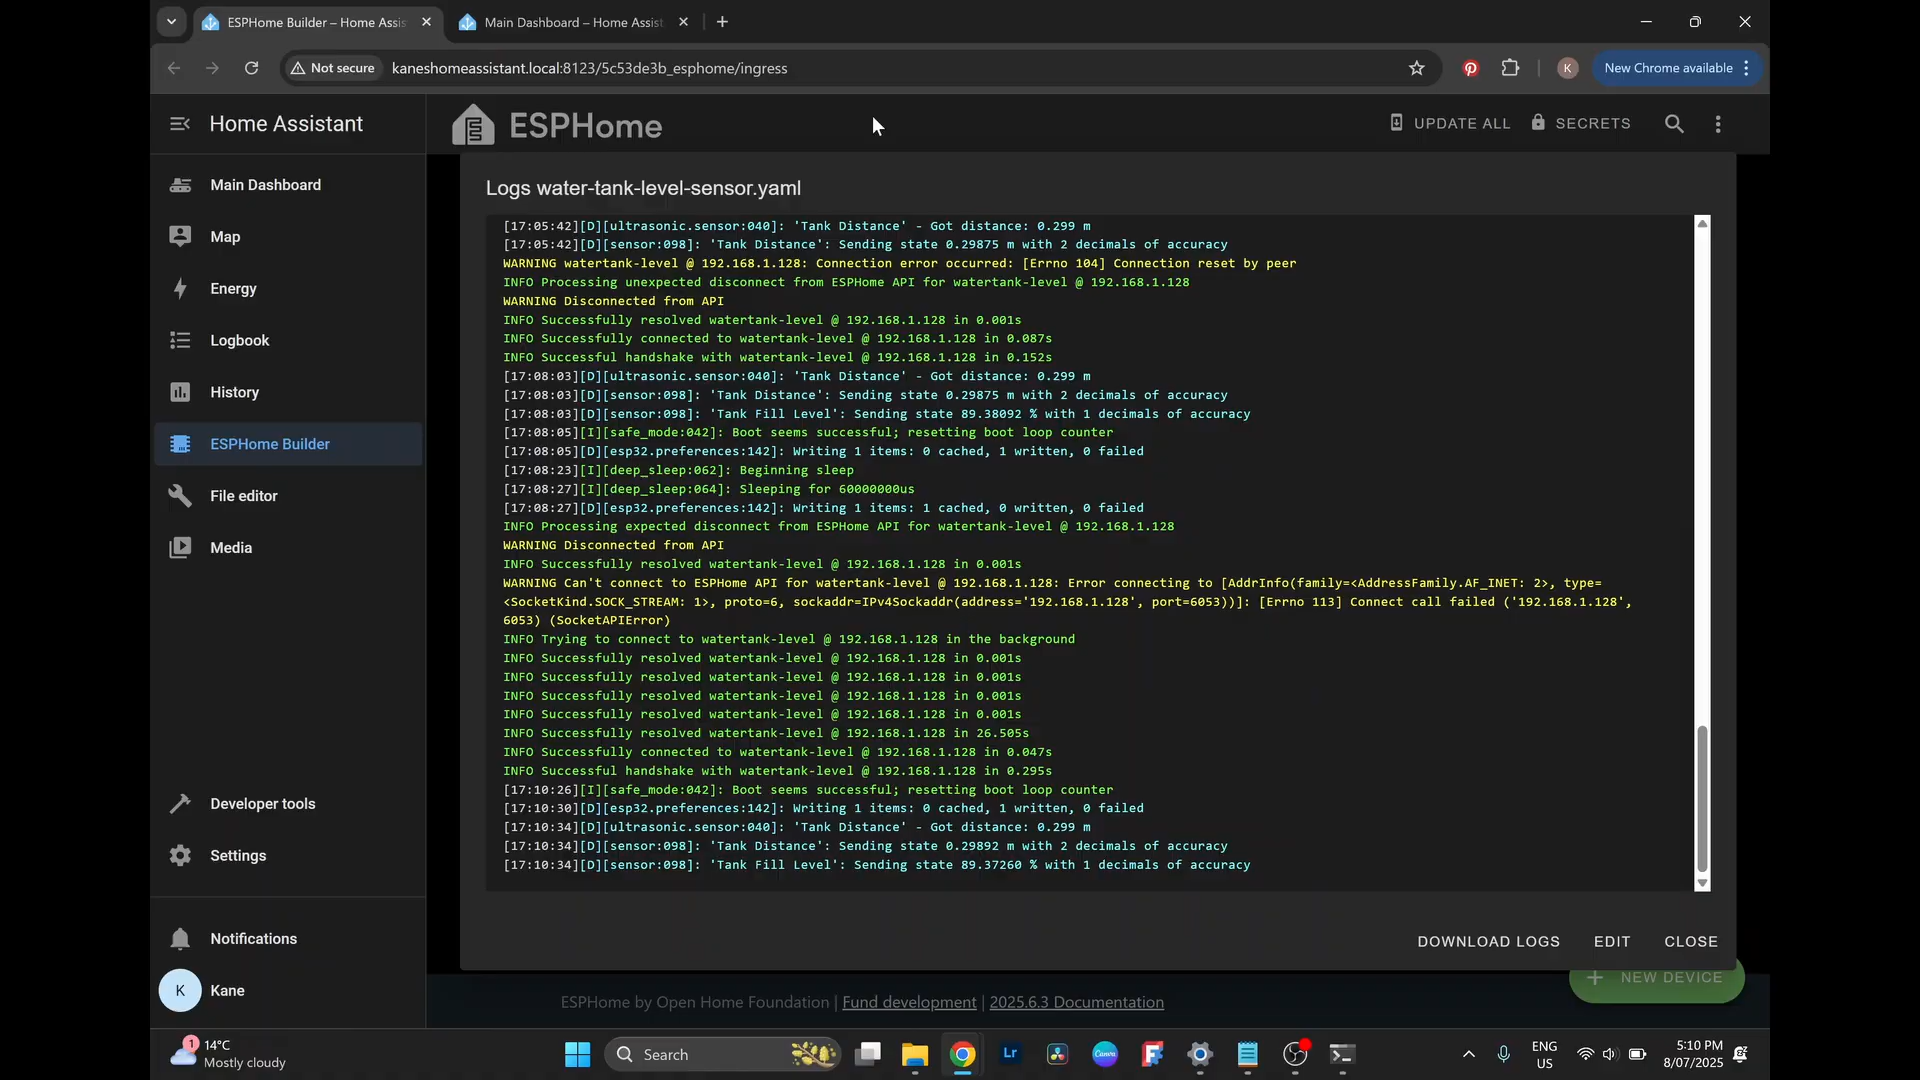 ESPHome Builder – Home Assis
Main Dashboard – Home Assist
Not secure
kaneshomeassistant.local:8123/5c53de3b_esphome/ingress
K
New Chrome available
Home Assistant
ESPHome
UPDATE ALL
SECRETS
Main Dashboard
Map
Energy
Logbook
History
ESPHome Builder
File editor
Media
Developer tools
Settings
Notifications
K
Kane
Logs water-tank-level-sensor.yaml
[17:05:42][D][ultrasonic.sensor:040]: 'Tank Distance' - Got distance: 0.299 m
[17:05:42][D][sensor:098]: 'Tank Distance': Sending state 0.29875 m with 2 decimals of accuracy
WARNING watertank-level @ 192.168.1.128: Connection error occurred: [Errno 104] Connection reset by peer
INFO Processing unexpected disconnect from ESPHome API for watertank-level @ 192.168.1.128
WARNING Disconnected from API
INFO Successfully resolved watertank-level @ 192.168.1.128 in 0.001s
INFO Successfully connected to watertank-level @ 192.168.1.128 in 0.087s
INFO Successful handshake with watertank-level @ 192.168.1.128 in 0.152s
[17:08:03][D][ultrasonic.sensor:040]: 'Tank Distance' - Got distance: 0.299 m
[17:08:03][D][sensor:098]: 'Tank Distance': Sending state 0.29875 m with 2 decimals of accuracy
[17:08:03][D][sensor:098]: 'Tank Fill Level': Sending state 89.38092 % with 1 decimals of accuracy
[17:08:05][I][safe_mode:042]: Boot seems successful; resetting boot loop counter
[17:08:05][D][esp32.preferences:142]: Writing 1 items: 0 cached, 1 written, 0 failed
[17:08:23][I][deep_sleep:062]: Beginning sleep
[17:08:27][I][deep_sleep:064]: Sleeping for 60000000us
[17:08:27][D][esp32.preferences:142]: Writing 1 items: 1 cached, 0 written, 0 failed
INFO Processing expected disconnect from ESPHome API for watertank-level @ 192.168.1.128
WARNING Disconnected from API
INFO Successfully resolved watertank-level @ 192.168.1.128 in 0.001s
WARNING Can't connect to ESPHome API for watertank-level @ 192.168.1.128: Error connecting to [AddrInfo(family=<AddressFamily.AF_INET: 2>, type=
<SocketKind.SOCK_STREAM: 1>, proto=6, sockaddr=IPv4Sockaddr(address='192.168.1.128', port=6053))]: [Errno 113] Connect call failed ('192.168.1.128',
6053) (SocketAPIError)
INFO Trying to connect to watertank-level @ 192.168.1.128 in the background
INFO Successfully resolved watertank-level @ 192.168.1.128 in 0.001s
INFO Successfully resolved watertank-level @ 192.168.1.128 in 0.001s
INFO Successfully resolved watertank-level @ 192.168.1.128 in 0.001s
INFO Successfully resolved watertank-level @ 192.168.1.128 in 0.001s
INFO Successfully resolved watertank-level @ 192.168.1.128 in 26.505s
INFO Successfully connected to watertank-level @ 192.168.1.128 in 0.047s
INFO Successful handshake with watertank-level @ 192.168.1.128 in 0.295s
[17:10:26][I][safe_mode:042]: Boot seems successful; resetting boot loop counter
[17:10:30][D][esp32.preferences:142]: Writing 1 items: 0 cached, 1 written, 0 failed
[17:10:34][D][ultrasonic.sensor:040]: 'Tank Distance' - Got distance: 0.299 m
[17:10:34][D][sensor:098]: 'Tank Distance': Sending state 0.29892 m with 2 decimals of accuracy
[17:10:34][D][sensor:098]: 'Tank Fill Level': Sending state 89.37260 % with 1 decimals of accuracy
DOWNLOAD LOGS
EDIT
CLOSE
NEW DEVICE
ESPHome by Open Home Foundation | Fund development | 2025.6.3 Documentation
1
14°C
Mostly cloudy
Search
Lr
Canva
ENG
US
5:10 PM
8/07/2025